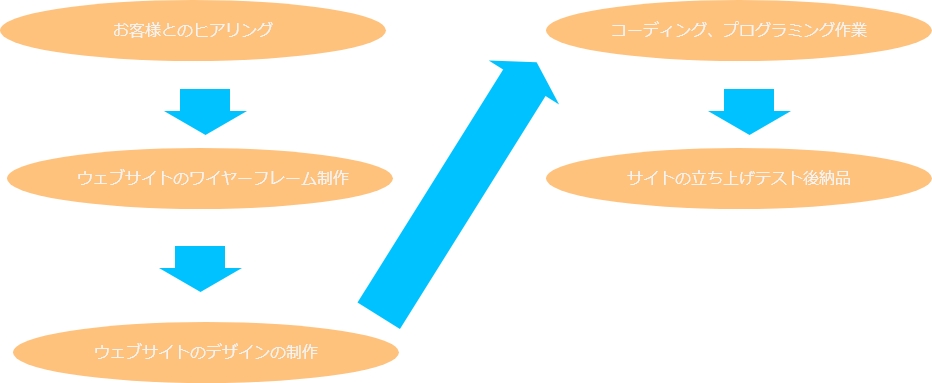 お客様とのヒアリング
ウェブサイトのワイヤーフレーム制作
ウェブサイトのデザインの制作
コーディング、プログラミング作業
サイトの立ち上げテスト後納品